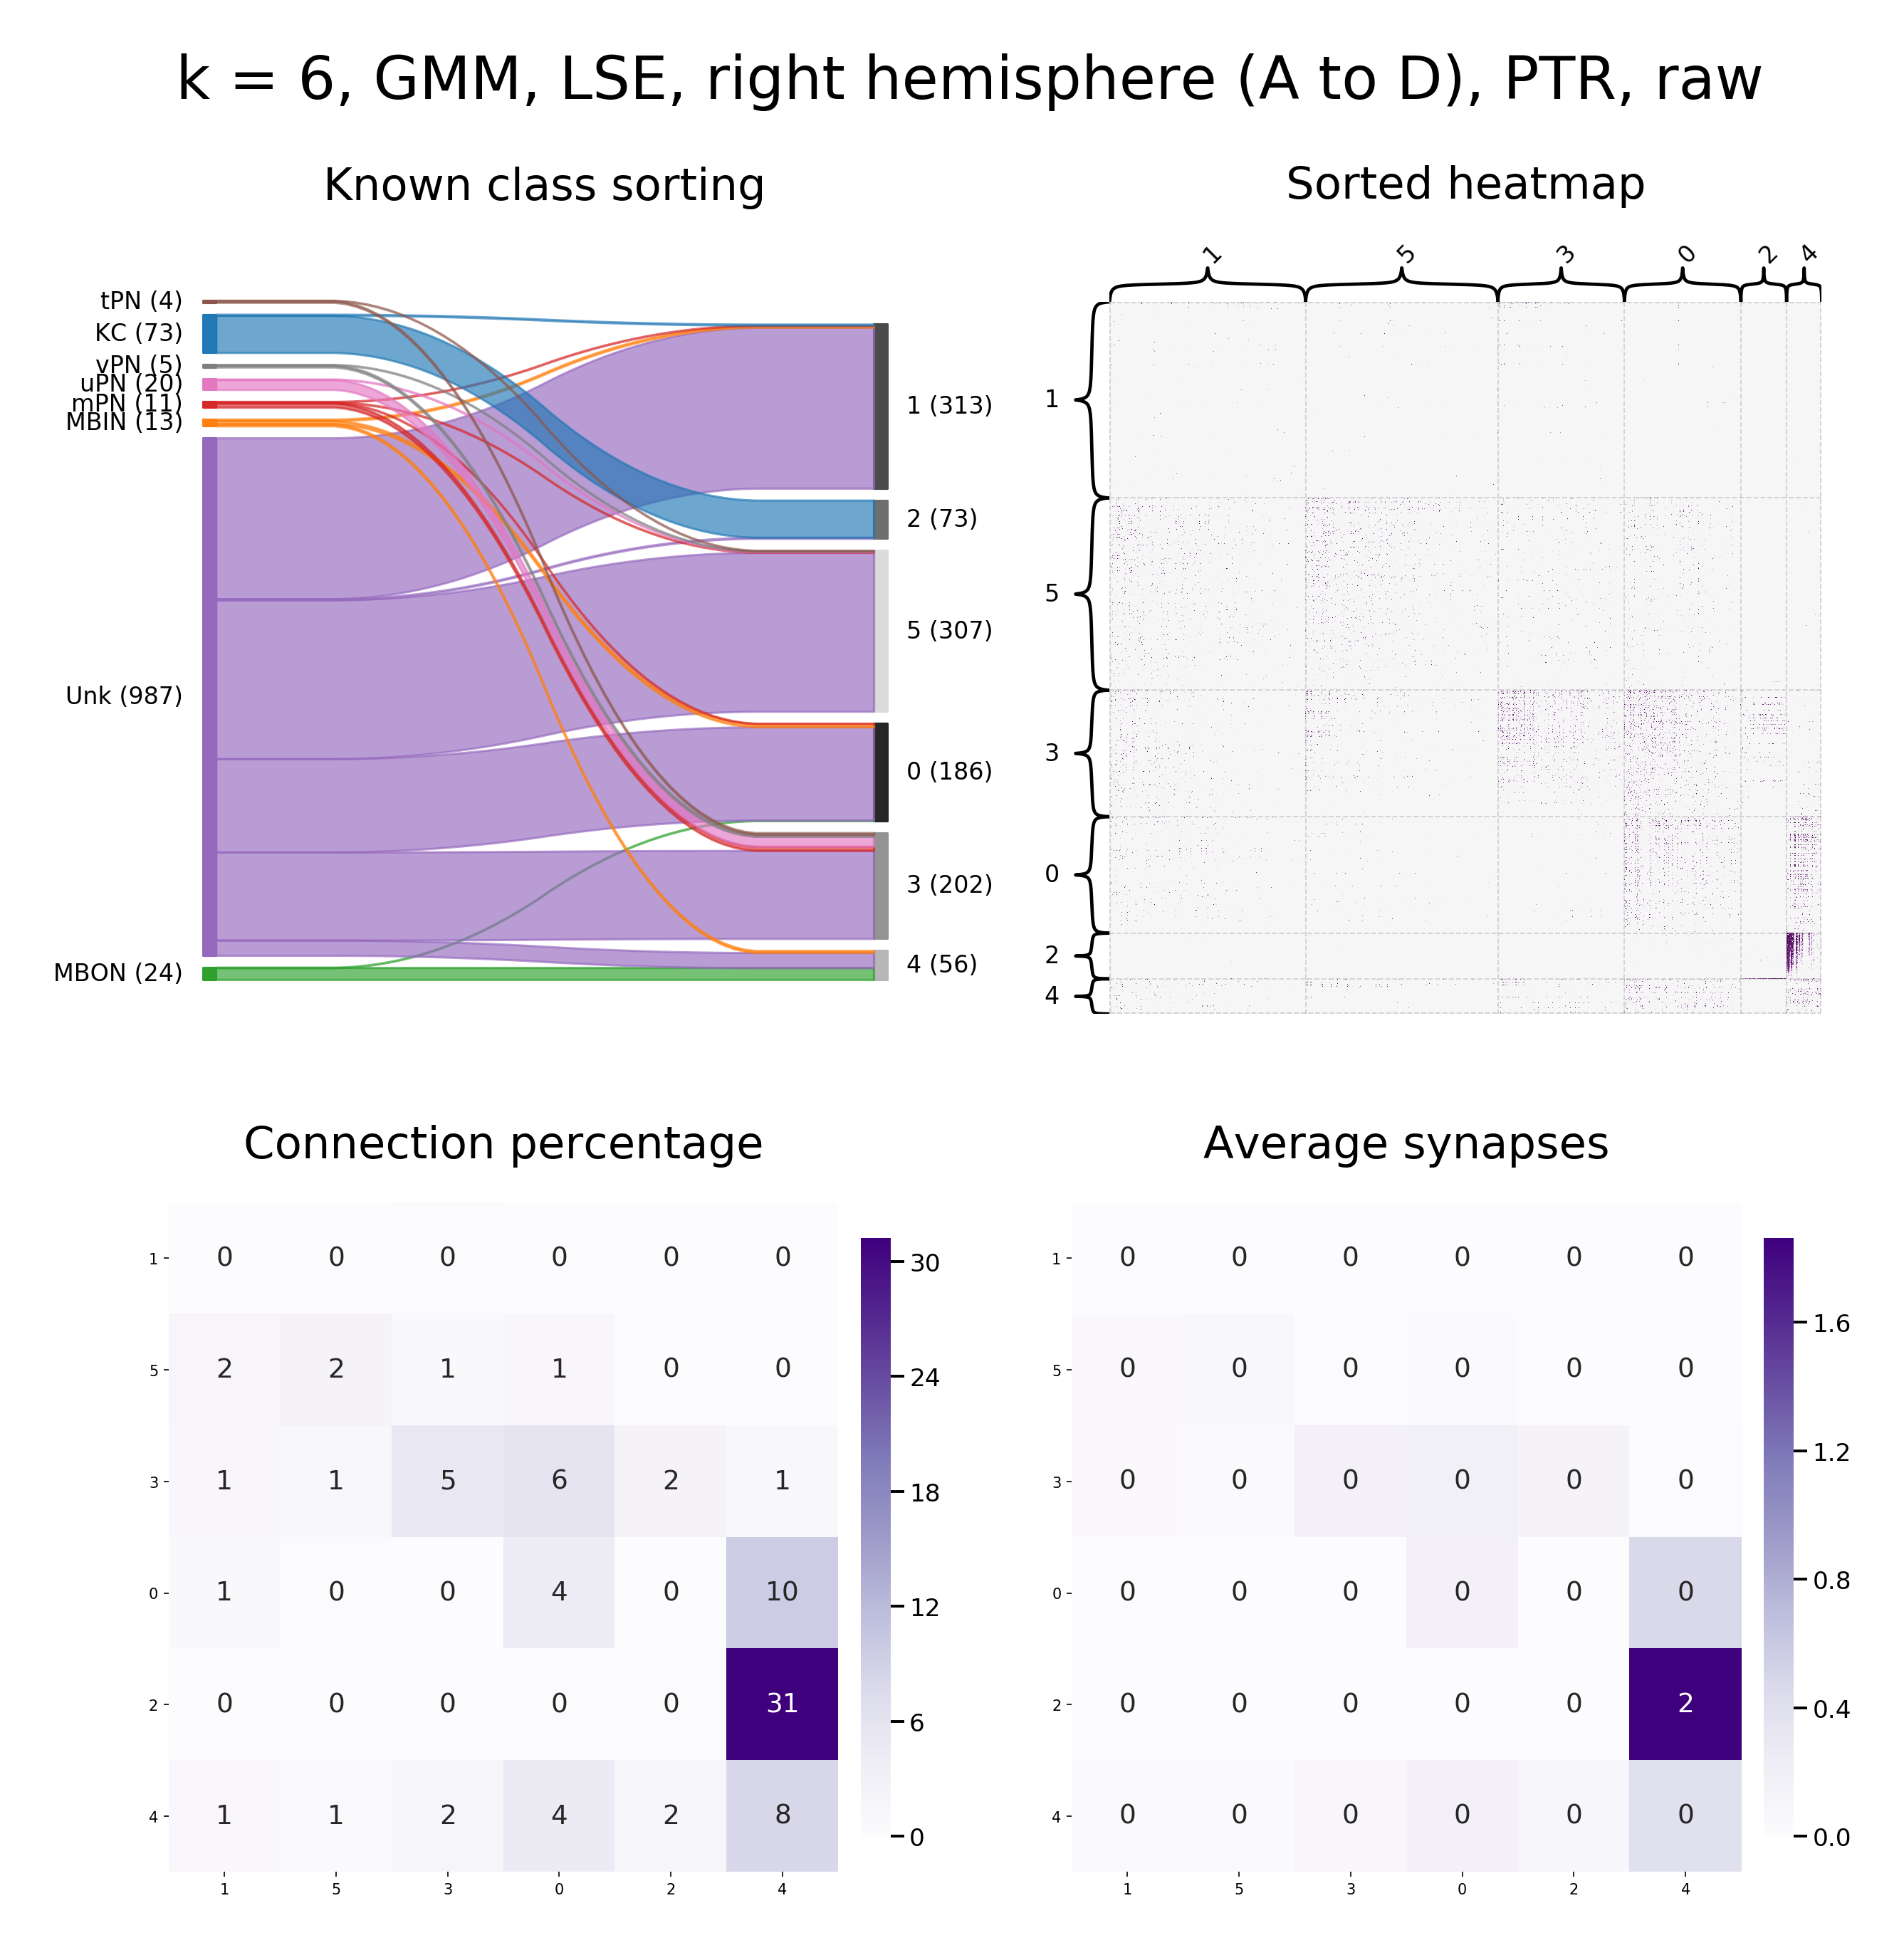 k = 6, GMM, LSE, right hemisphere (A to D), PTR, raw
Known class sorting
tPN (4)
KC (73)
vPN (5)
uPN (20)
mPN (11)
MBIN (13)
Unk (987)
MBON (24)
1 (313)
2 (73)
5 (307)
0 (186)
3 (202)
4 (56)
Sorted heatmap
1 5 3 0 2 4
1
5
3
0
2
4
Connection percentage
1 0 0 0 0 0 0
5 2 2 1 1 0 0
3 1 1 5 6 2 1
0 1 0 0 4 0 10
2 0 0 0 0 0 31
4 1 1 2 4 2 8
1 5 3 0 2 4
30
24
18
12
6
0
Average synapses
1 0 0 0 0 0 0
5 0 0 0 0 0 0
3 0 0 0 0 0 0
0 0 0 0 0 0 0
2 0 0 0 0 0 2
4 0 0 0 0 0 0
1 5 3 0 2 4
1.6
1.2
0.8
0.4
0.0